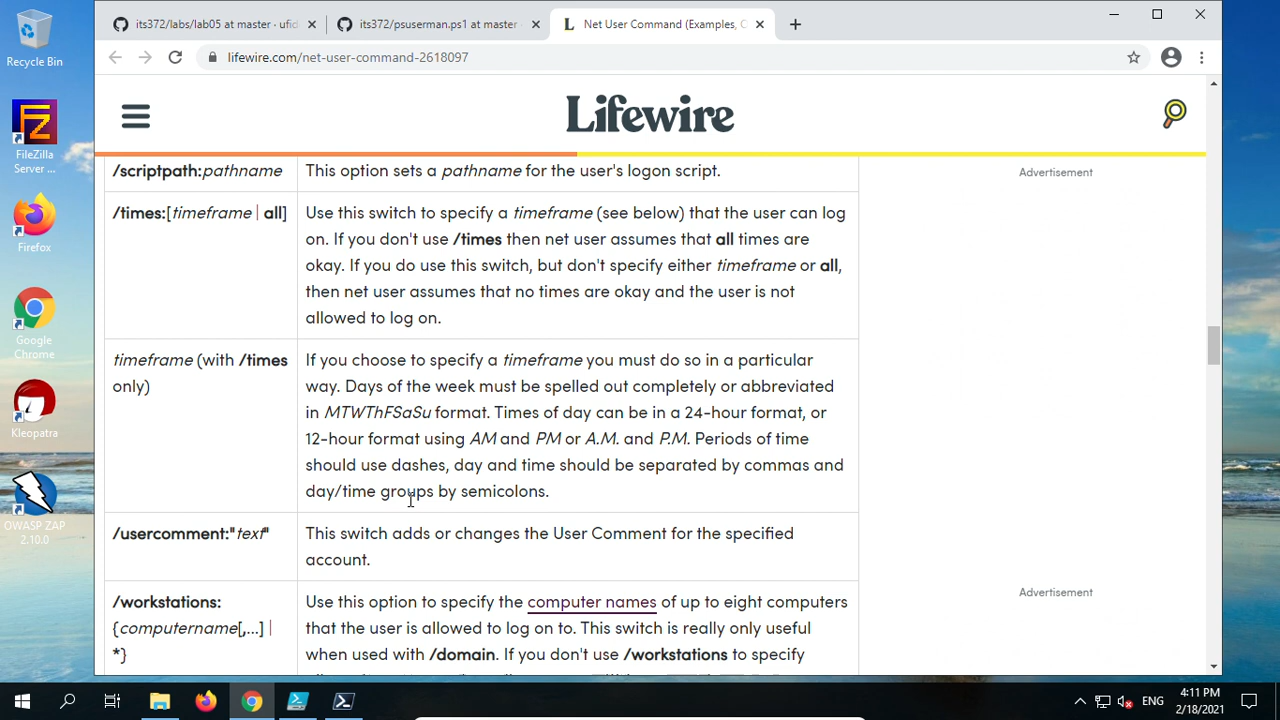 Recycle Bin
FileZilla
Server ...
Firefox
Google
Chrome
Kleopatra
OWASP ZAP
2.10.0
its372/labs/lab05 at master · ufid
its372/psuserman.ps1 at master ·
Net User Command (Examples, O
lifewire.com/net-user-command-2618097
Lifewire
/scriptpath:pathname
This option sets a pathname for the user's logon script.
/times:[timeframe | all]
Use this switch to specify a timeframe (see below) that the user can log
on. If you don't use /times then net user assumes that all times are
okay. If you do use this switch, but don't specify either timeframe or all,
then net user assumes that no times are okay and the user is not
allowed to log on.
timeframe (with /times
only)
If you choose to specify a timeframe you must do so in a particular
way. Days of the week must be spelled out completely or abbreviated
in MTWThFSaSu format. Times of day can be in a 24-hour format, or
12-hour format using AM and PM or A.M. and P.M. Periods of time
should use dashes, day and time should be separated by commas and
day/time groups by semicolons.
/usercomment:"text"
This switch adds or changes the User Comment for the specified
account.
/workstations:
{computername[,...] |
*}
Use this option to specify the computer names of up to eight computers
that the user is allowed to log on to. This switch is really only useful
when used with /domain. If you don't use /workstations to specify
Advertisement
Advertisement
ENG
4:11 PM
2/18/2021